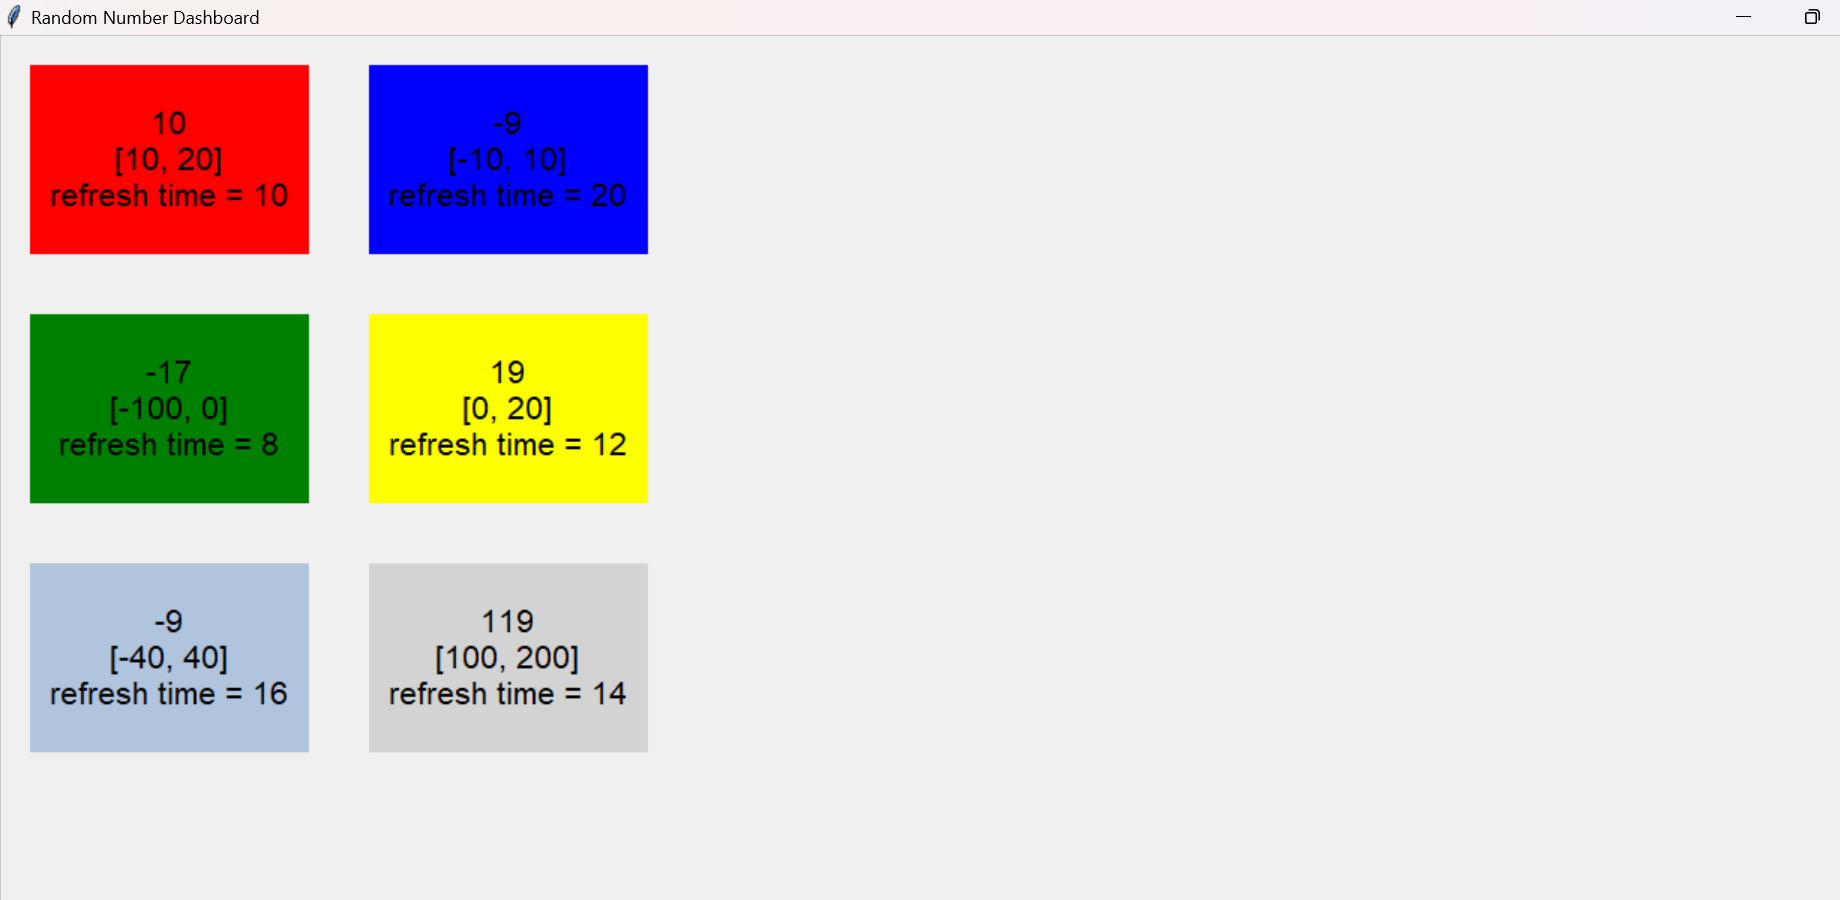 Random Number Dashboard
10
[10, 20]
refresh time = 10
-9
[-10, 10]
refresh time = 20
-17
[-100, 0]
refresh time = 8
19
[0, 20]
refresh time = 12
-9
[-40, 40]
refresh time = 16
119
[100, 200]
refresh time = 14